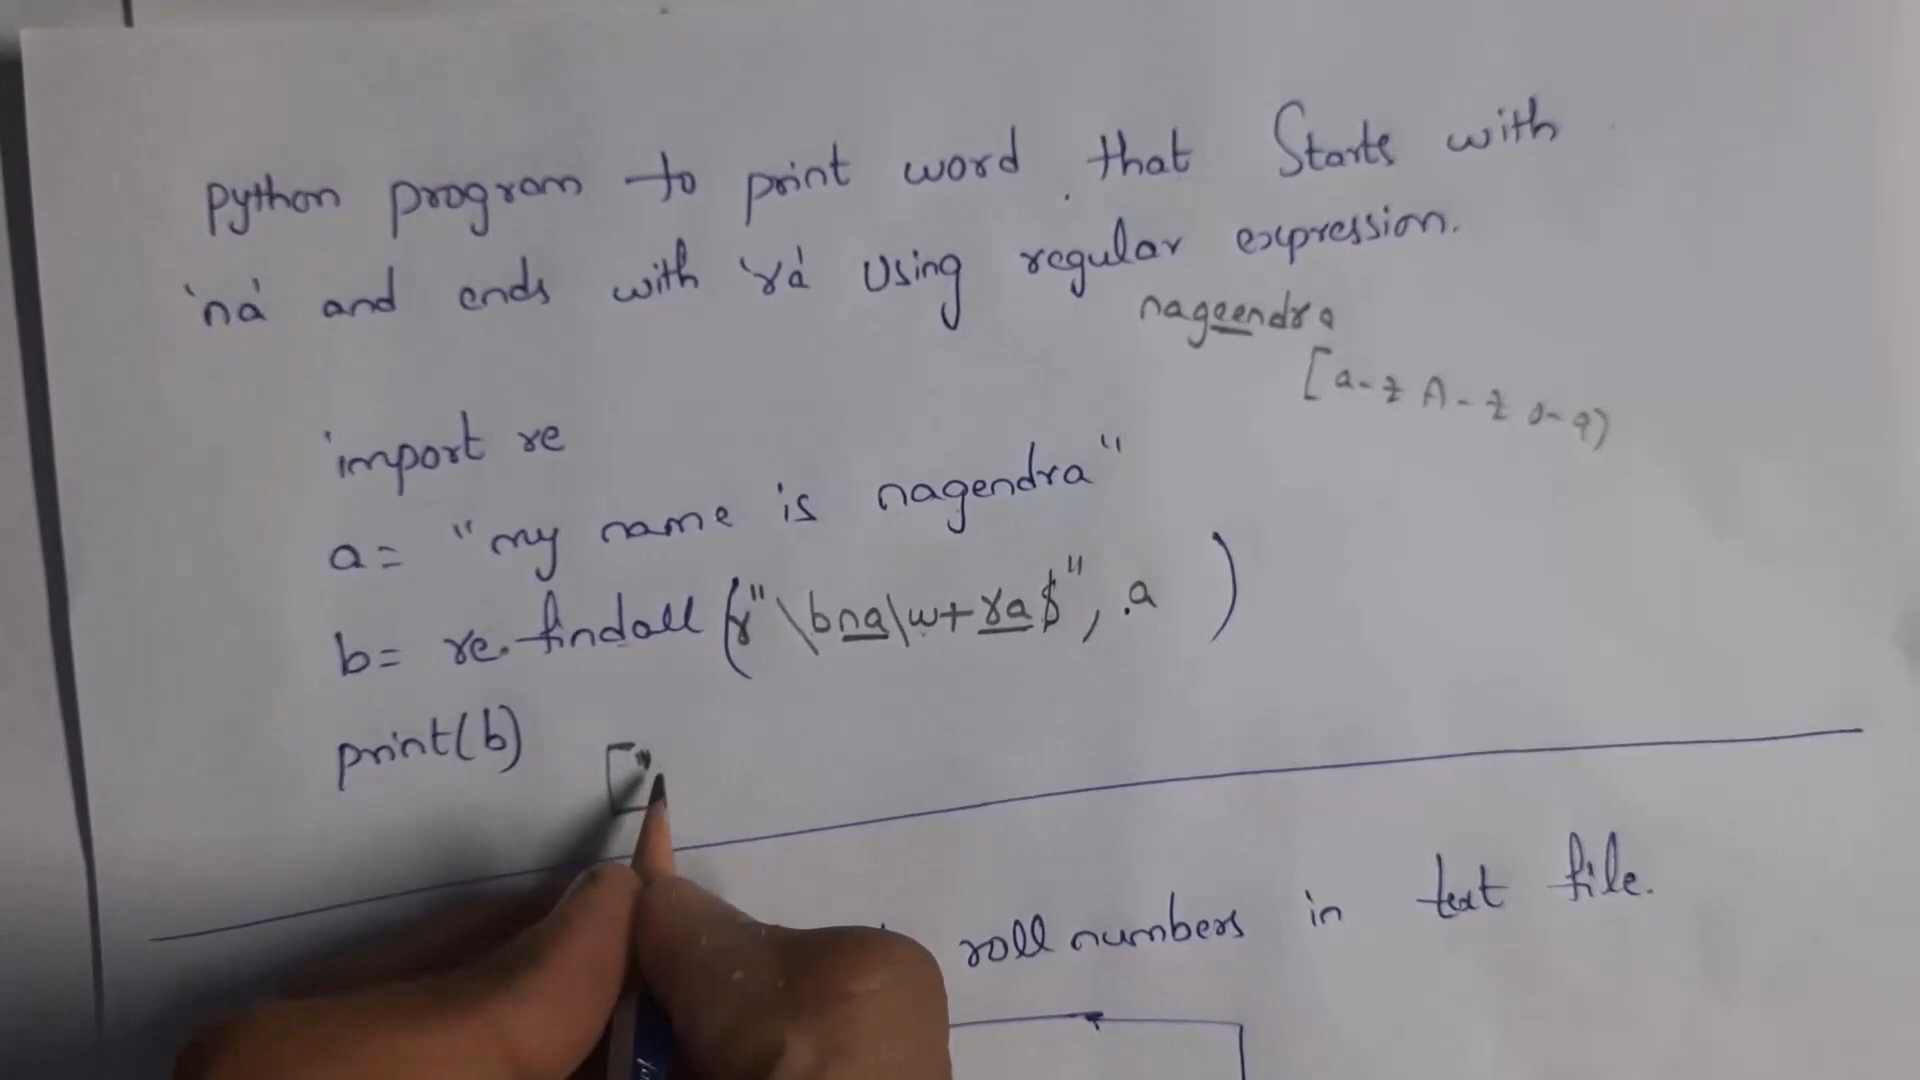 python program to print word that Starts with
'na' and ends with 'ra' Using regular expression.
nageendra
[a-z A-z 0-9)
import re
a= "my name is nagendra"
b= re.findall(r"\bna\w+ra$", a )
print(b) ["
roll numbers in text file.